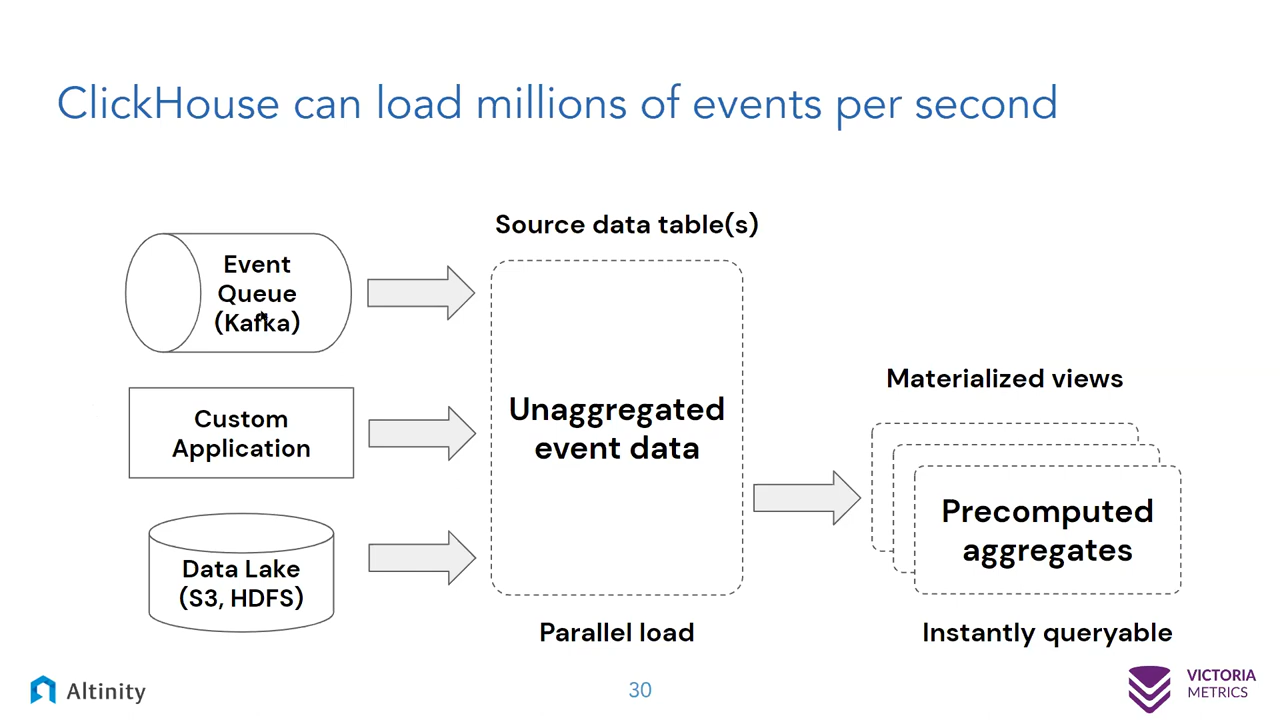 ClickHouse can load millions of events per second
Source data table(s)
Event
Queue
(Kafka)
Custom
Application
Data Lake
(S3, HDFS)
Unaggregated
event data
Parallel load
Materialized views
Precomputed
aggregates
Instantly queryable
Altinity
30
VICTORIA
METRICS